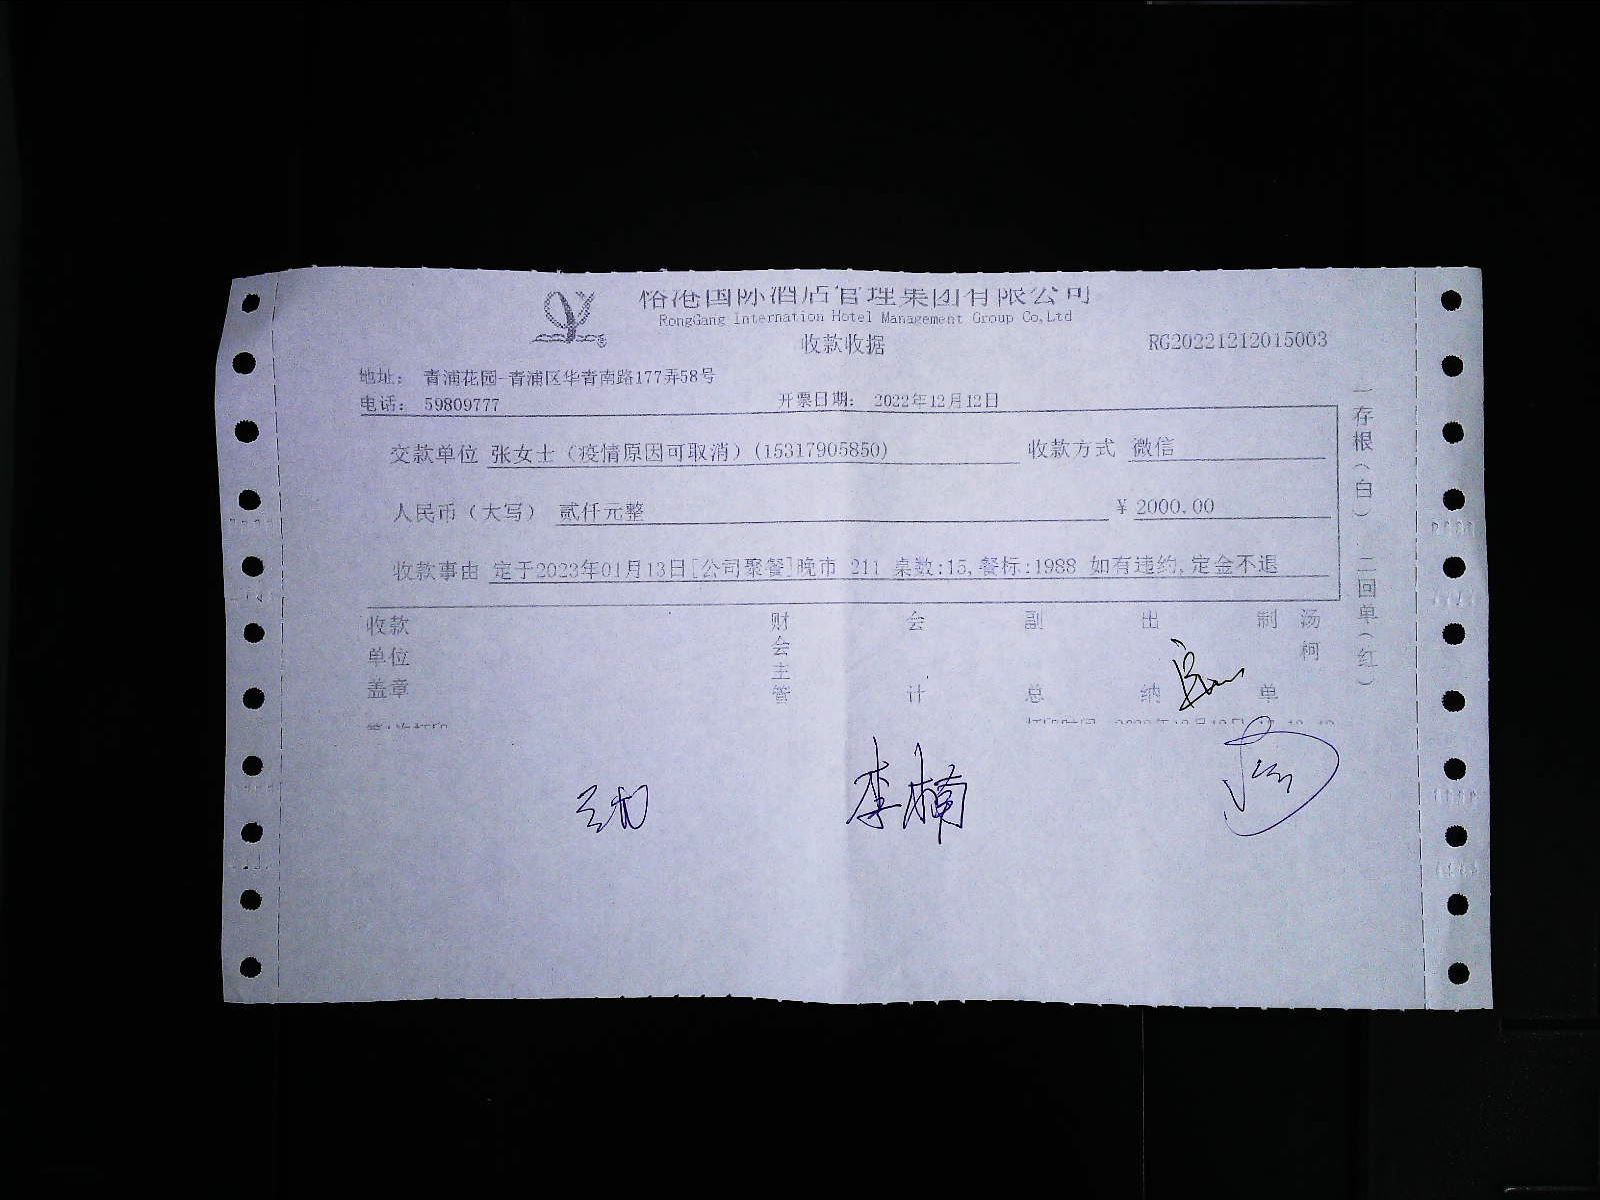 榕港国际酒店管理集团有限公司
RongGang Internation Hotel Management Group Co,Ltd
收款收据
RG20221212015003
地址： 青浦花园-青浦区华青南路177弄58号
电话： 59809777
开票日期： 2022年12月12日
交款单位 张女士（疫情原因可取消）(15317905850) 收款方式 微信
人民币（大写） 贰仟元整 ¥ 2000.00
收款事由 定于2023年01月13日[公司聚餐]晚市 211 桌数:15,餐标:1988 如有违约,定金不退
收款单位盖章 财会主管 会计 副总 出纳 制单 汤柯
一存根（白） 二回单（红）
李楠